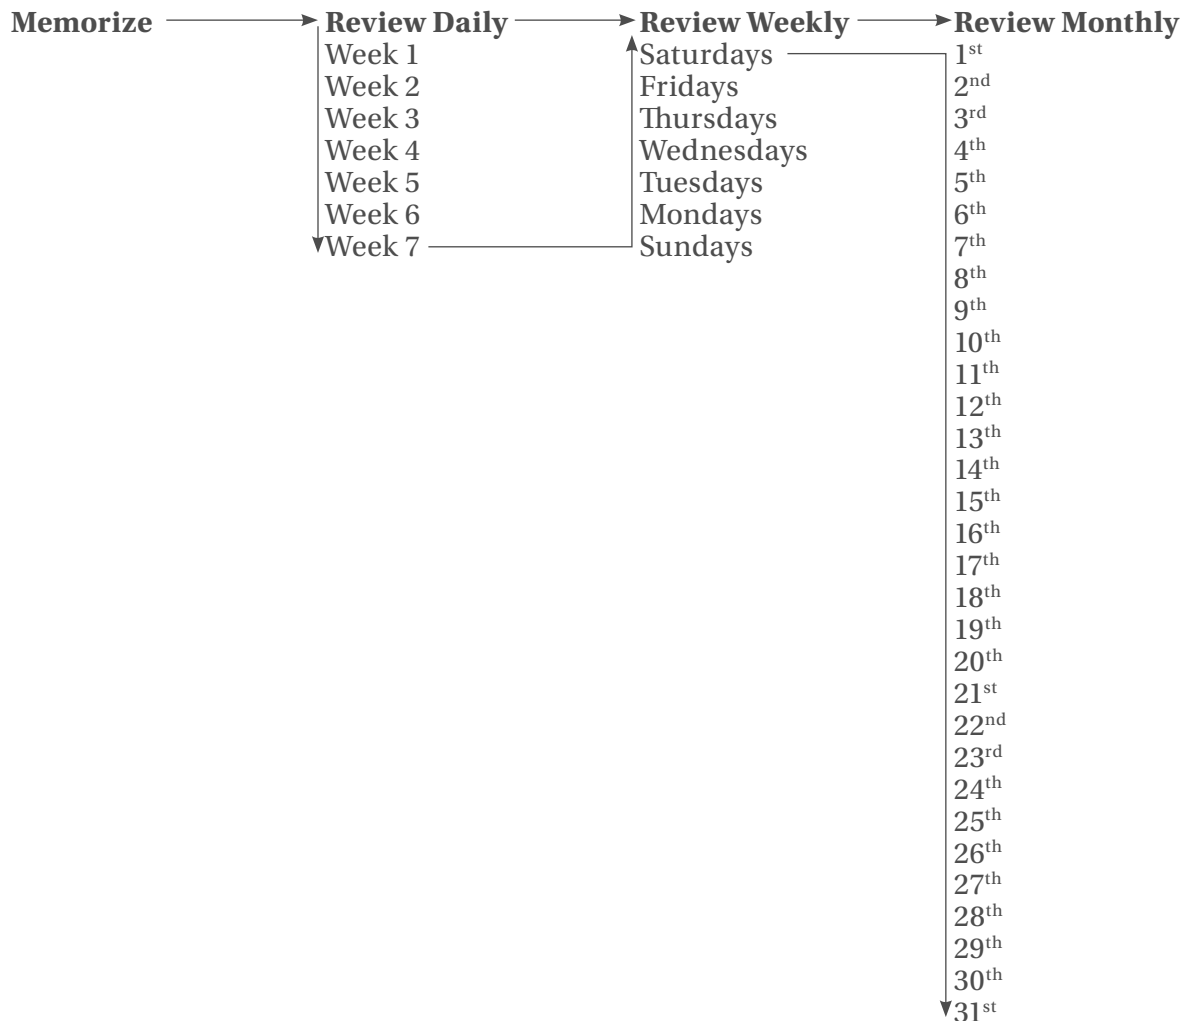 Memorize Review Daily Review Weekly Review Monthly
Week 1 Saturdays 1st
Week 2 Fridays 2nd
Week 3 Thursdays 3rd
Week 4 Wednesdays 4th
Week 5 Tuesdays 5th
Week 6 Mondays 6th
Week 7 Sundays 7th
8th
9th
10th
11th
12th
13th
14th
15th
16th
17th
18th
19th
20th
21st
22nd
23rd
24th
25th
26th
27th
28th
29th
30th
31st